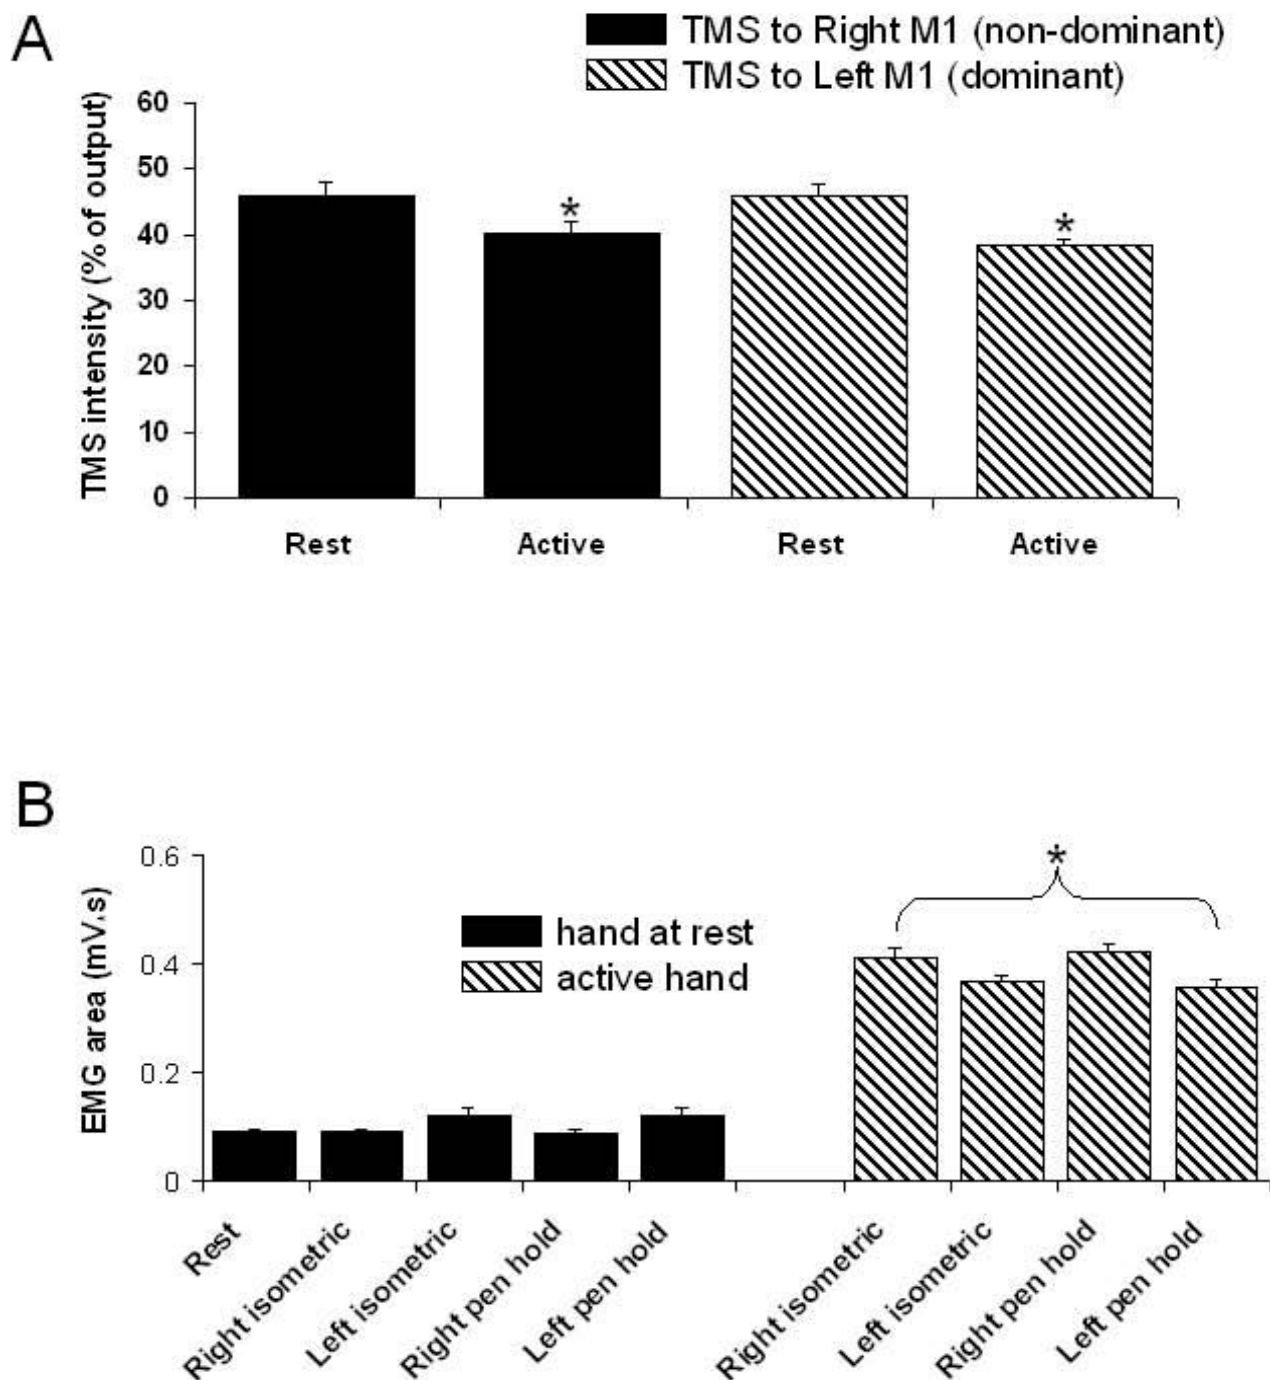 A
TMS to Right M1 (non-dominant)
TMS to Left M1 (dominant)
TMS intensity (% of output)
60
50
40
30
20
10
0
*
*
Rest
Active
Rest
Active
B
EMG area (mV.s)
0.6
0.4
0.2
0
hand at rest
active hand
*
Rest
Right isometric
Left isometric
Right pen hold
Left pen hold
Right isometric
Left isometric
Right pen hold
Left pen hold